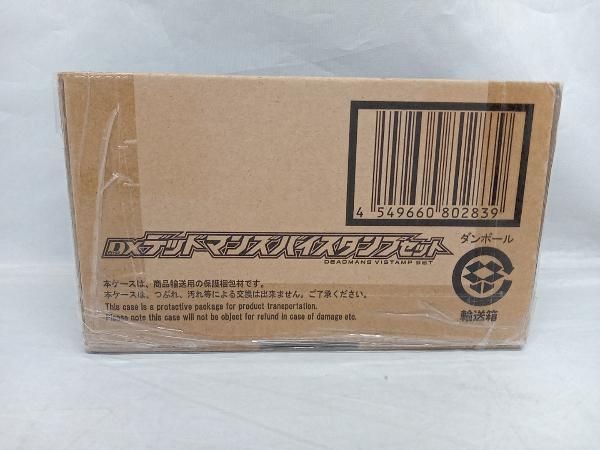 4 549660 802839
DXデッドマンズバイスタンプセット
DEADMANS VISTAMP SET
ダンボール
輸送箱
本ケースは、商品輸送用の保護梱包材です。
本ケースは、つぶれ、汚れ等による交換は出来ません。ご了承ください。
This case is a protective package for product transportation.
Please note this case will not be object for refund in case of damage etc.